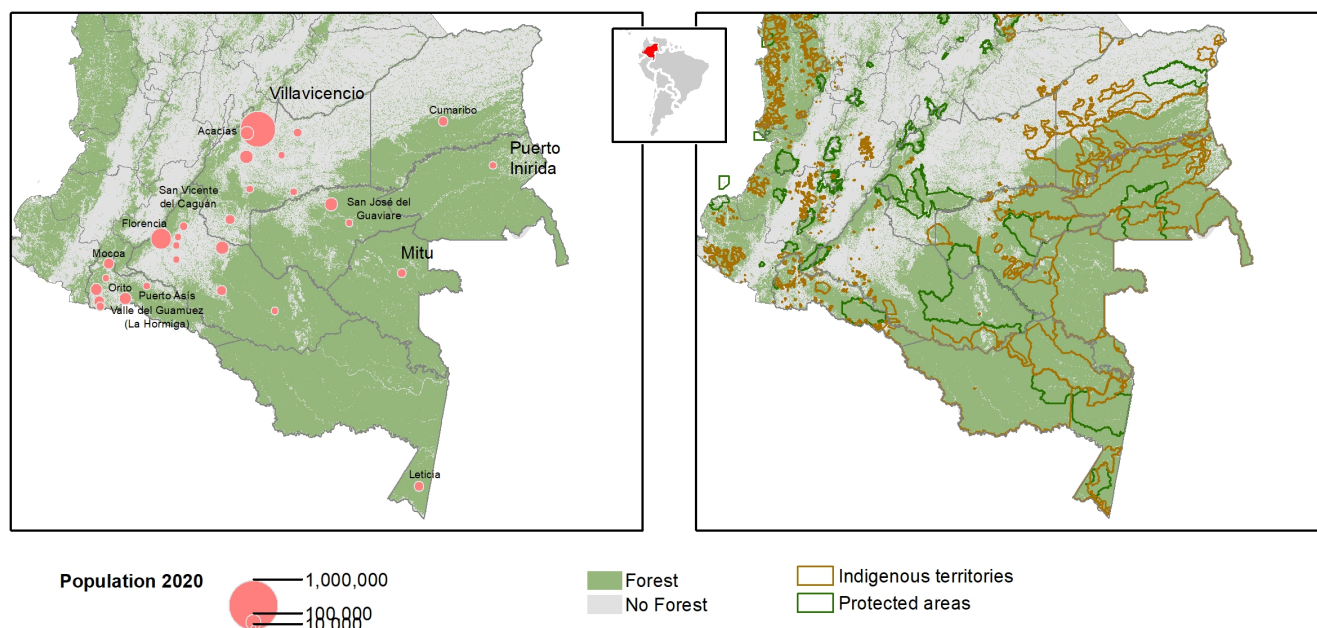 Villavicencio
Acacias
Cumaribo
Puerto
Inirida
San Vicente
del Caguán
San José del
Guaviare
Florencia
Mitu
Mocoa
Orito
Puerto Asís
Valle del Guamuez
(La Hormiga)
Leticia
Population 2020
1,000,000
100,000
10,000
Forest
No Forest
Indigenous territories
Protected areas